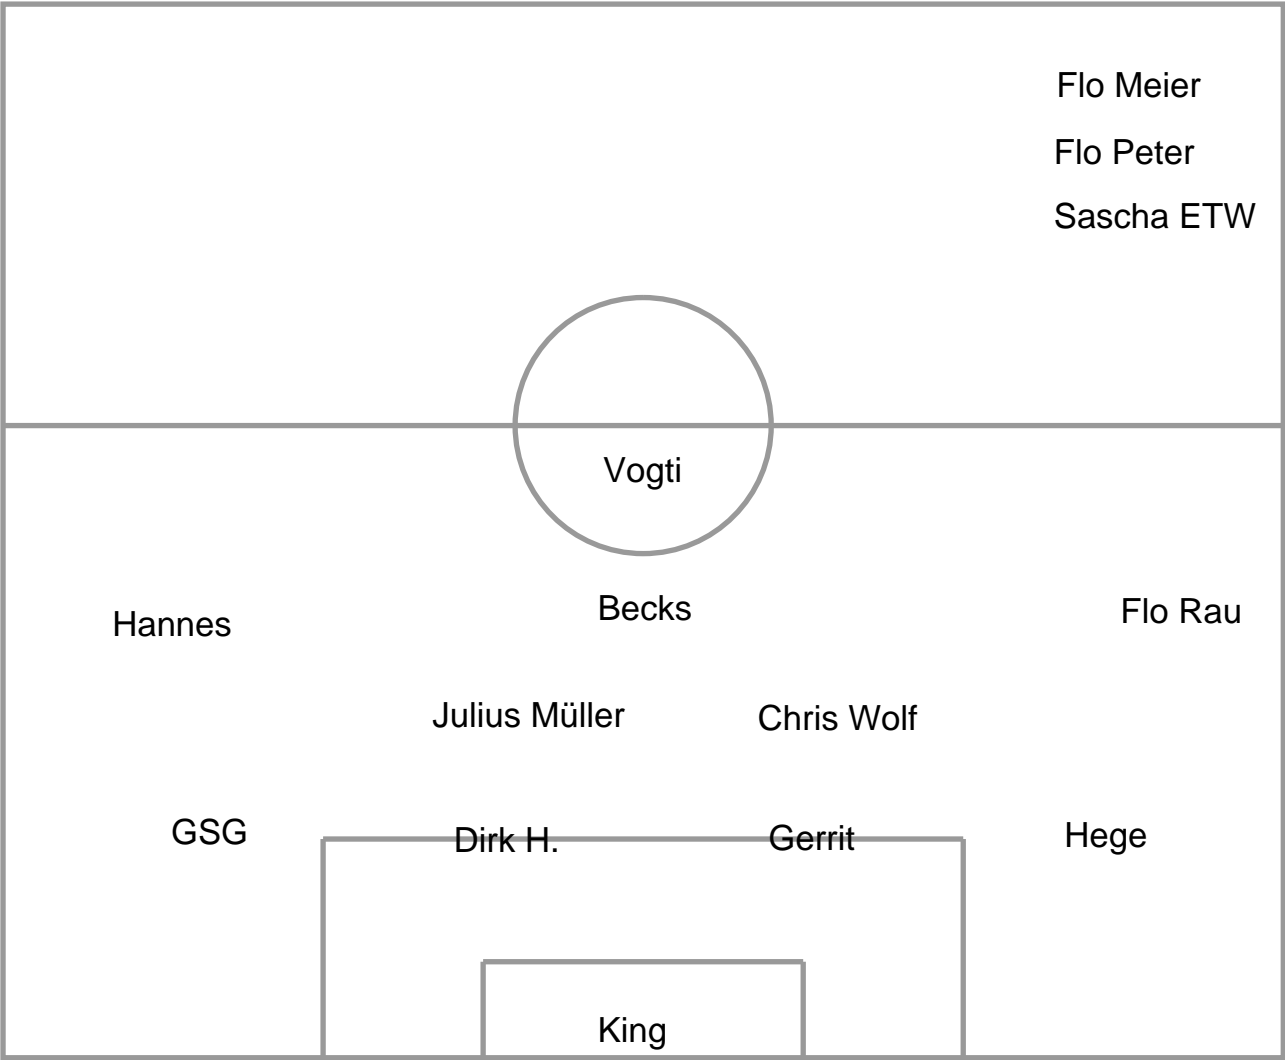 Flo Meier
Flo Peter
Sascha ETW
Vogti
Hannes
Becks
Flo Rau
Julius Müller
Chris Wolf
GSG
Dirk H.
Gerrit
Hege
King